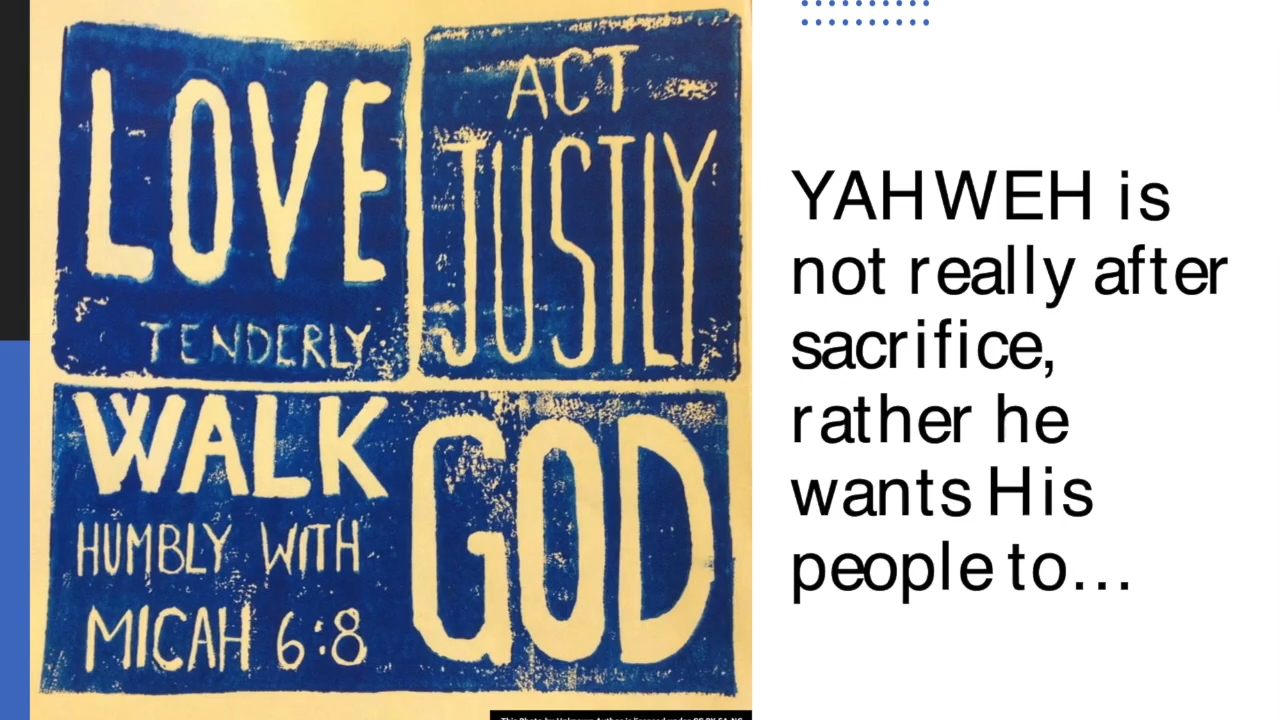 LOVE
TENDERLY
ACT
JUSTLY
WALK
HUMBLY WITH
GOD
MICAH 6:8
YAHWEH is
not really after
sacrifice,
rather he
wants His
people to...